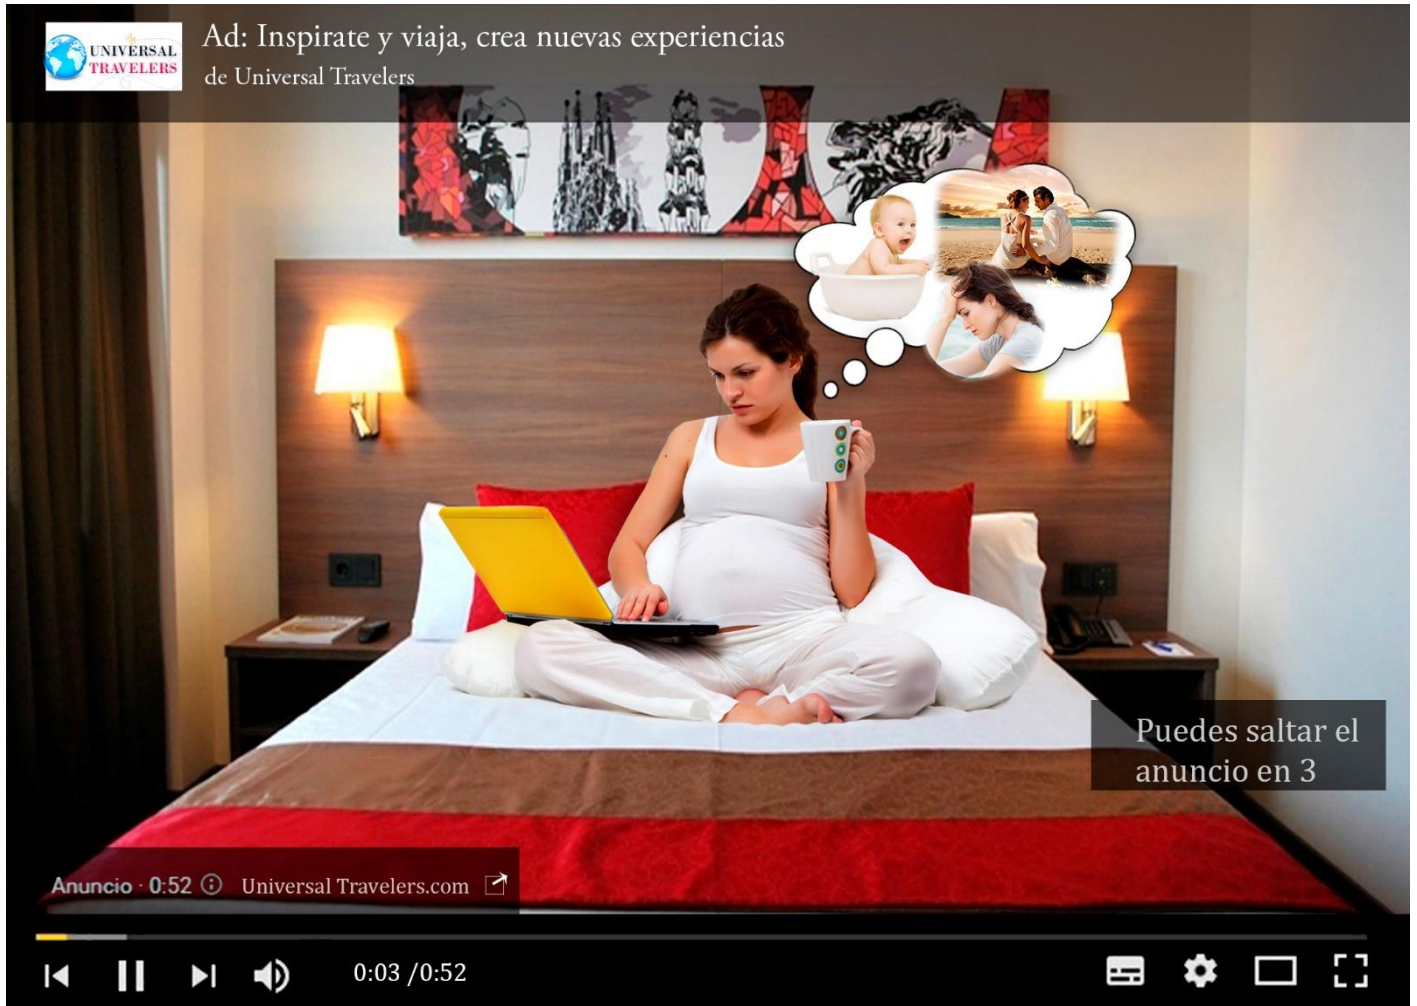 UNIVERSAL
TRAVELERS
Ad: Inspirate y viaja, crea nuevas experiencias
de Universal Travelers
Puedes saltar el
anuncio en 3
Anuncio · 0:52
Universal Travelers.com
0:03 /0:52